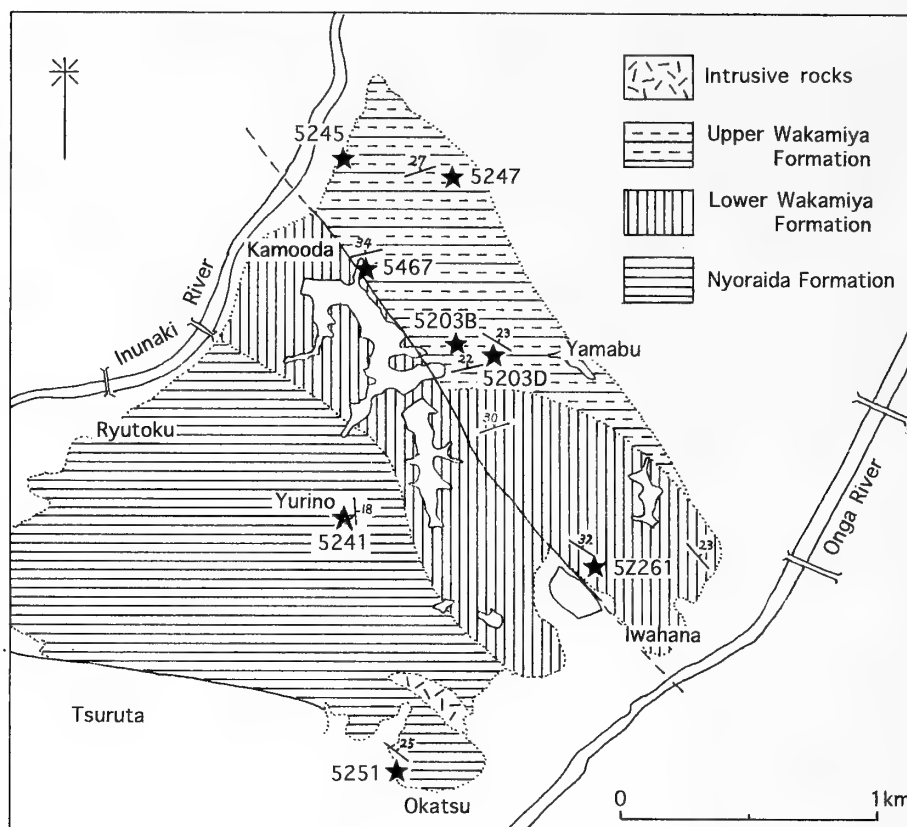 Intrusive rocks
Upper Wakamiya
Formation
Lower Wakamiya
Formation
Nyoraida Formation
5245
27
5247
Kamooda
34
5467
Inunaki River
5203B
23
22
5203D
Yamabu
Ryutoku
30
Yurino
18
5241
32
5Z261
23
Onga River
Iwahana
Tsuruta
25
5251
Okatsu
0
1km